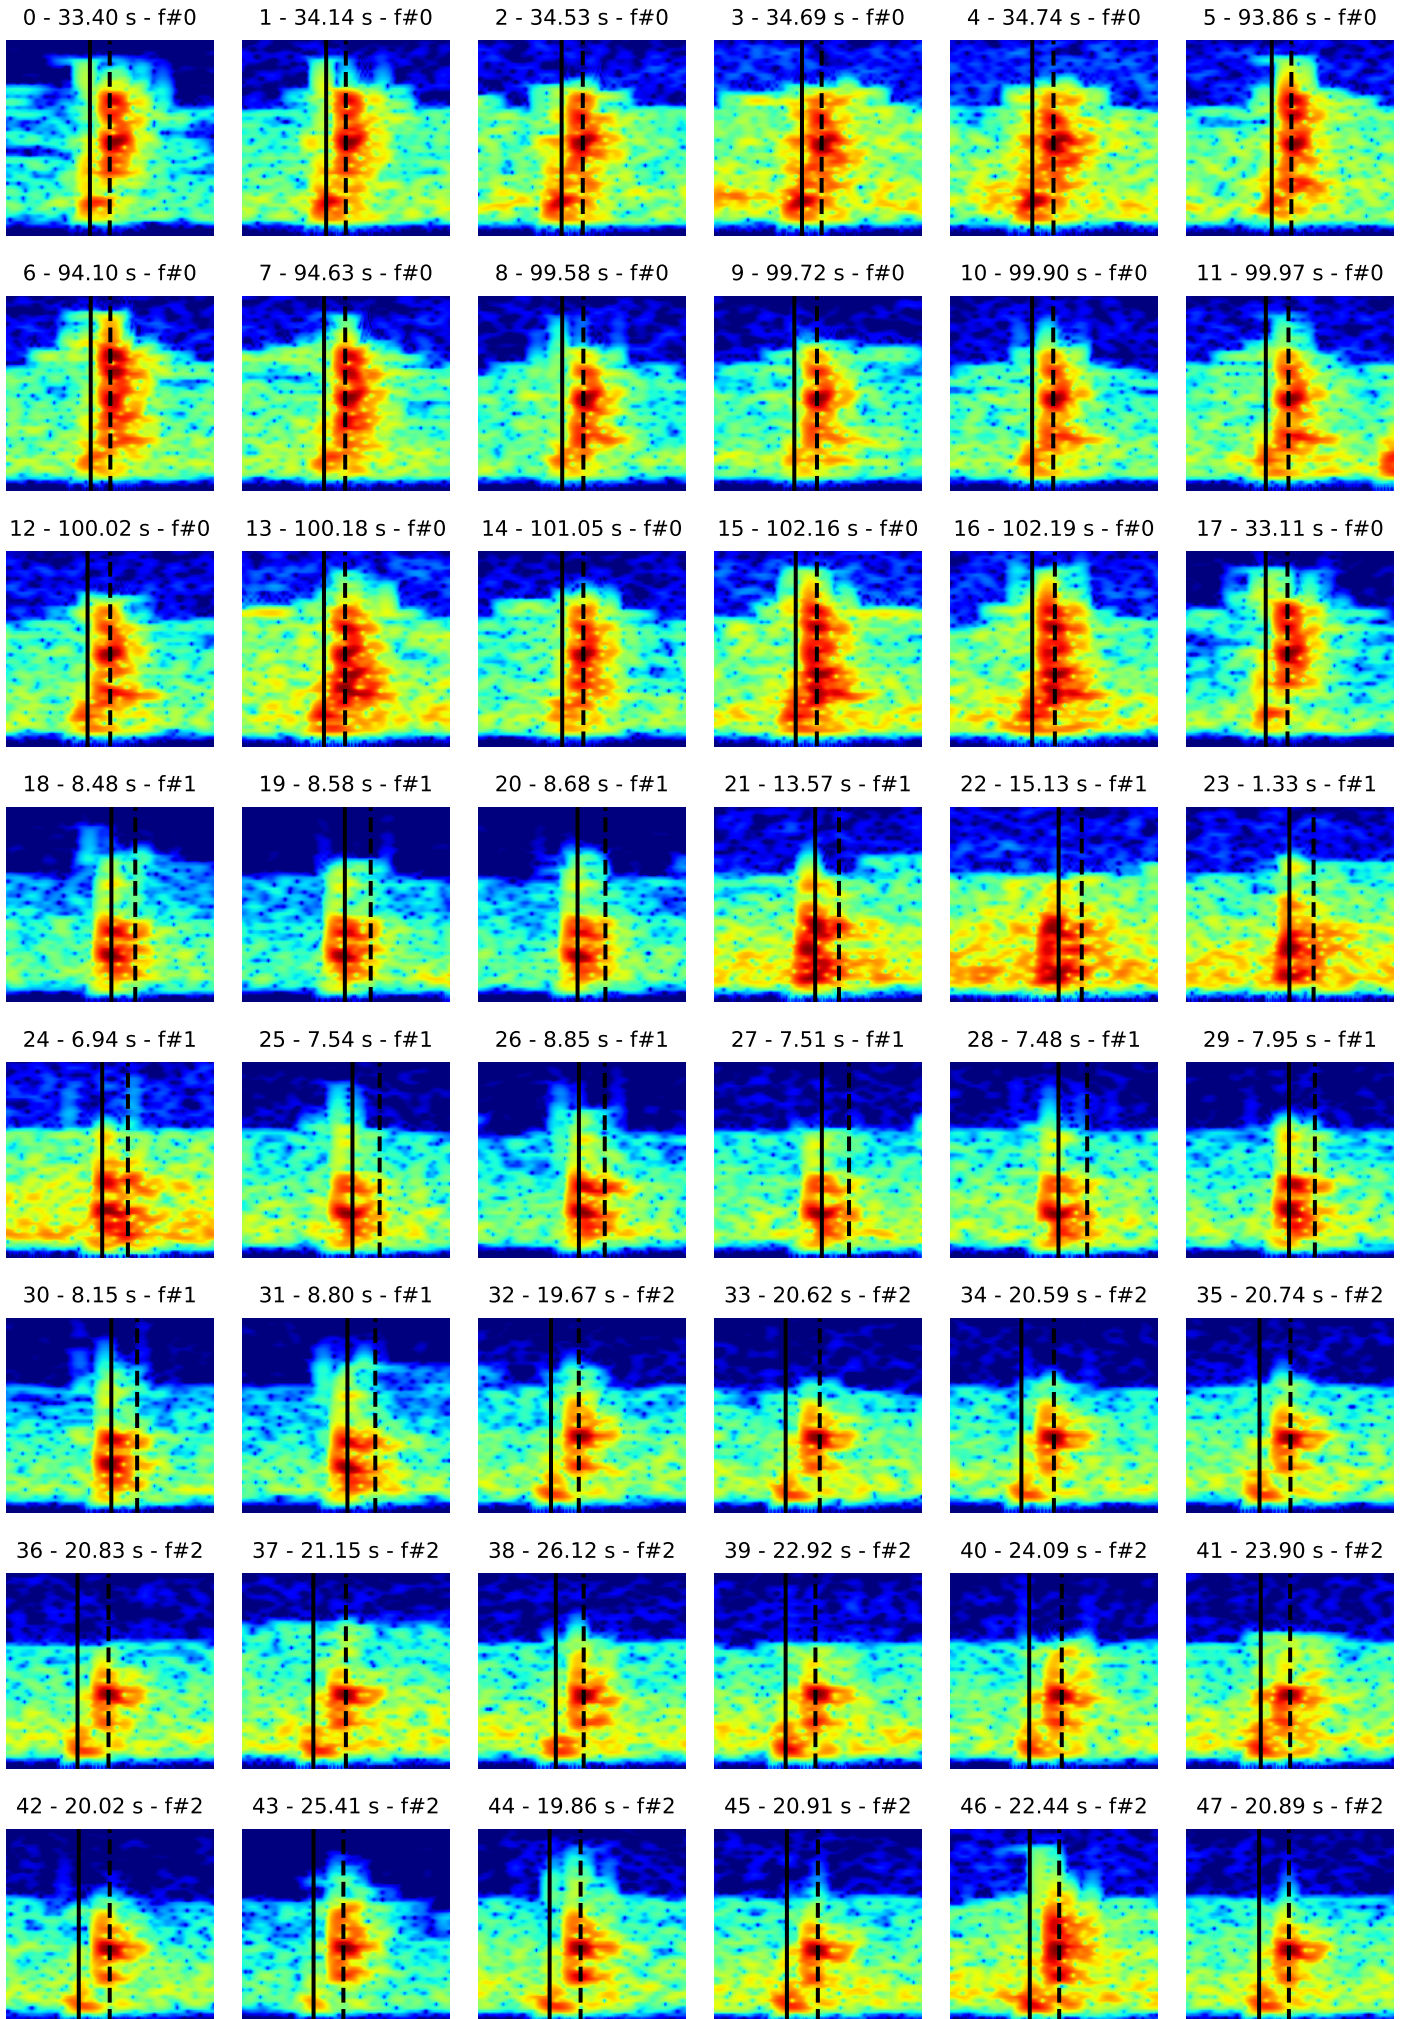 0 - 33.40 s - f#0
1 - 34.14 s - f#0
2 - 34.53 s - f#0
3 - 34.69 s - f#0
4 - 34.74 s - f#0
5 - 93.86 s - f#0
6 - 94.10 s - f#0
7 - 94.63 s - f#0
8 - 99.58 s - f#0
9 - 99.72 s - f#0
10 - 99.90 s - f#0
11 - 99.97 s - f#0
12 - 100.02 s - f#0
13 - 100.18 s - f#0
14 - 101.05 s - f#0
15 - 102.16 s - f#0
16 - 102.19 s - f#0
17 - 33.11 s - f#0
18 - 8.48 s - f#1
19 - 8.58 s - f#1
20 - 8.68 s - f#1
21 - 13.57 s - f#1
22 - 15.13 s - f#1
23 - 1.33 s - f#1
24 - 6.94 s - f#1
25 - 7.54 s - f#1
26 - 8.85 s - f#1
27 - 7.51 s - f#1
28 - 7.48 s - f#1
29 - 7.95 s - f#1
30 - 8.15 s - f#1
31 - 8.80 s - f#1
32 - 19.67 s - f#2
33 - 20.62 s - f#2
34 - 20.59 s - f#2
35 - 20.74 s - f#2
36 - 20.83 s - f#2
37 - 21.15 s - f#2
38 - 26.12 s - f#2
39 - 22.92 s - f#2
40 - 24.09 s - f#2
41 - 23.90 s - f#2
42 - 20.02 s - f#2
43 - 25.41 s - f#2
44 - 19.86 s - f#2
45 - 20.91 s - f#2
46 - 22.44 s - f#2
47 - 20.89 s - f#2